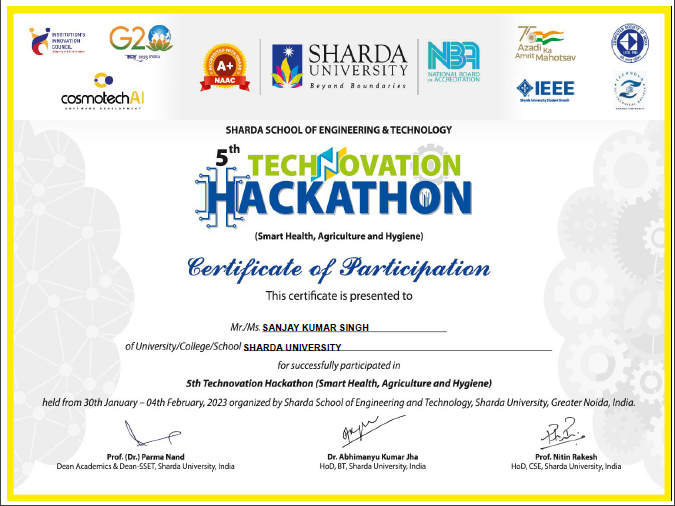 INSTITUTION'S
INNOVATION
COUNCIL
G20
भारत 2023 INDIA
cosmotechAI
SOFTWARE DEVELOPMENT
A+
NAAC
SHARDA
UNIVERSITY
Beyond Boundaries
NBA
NATIONAL BOARD
of ACCREDITATION
75
Azadi Ka
Amrit Mahotsav
IEEE
Sharda University Student Branch
SHARDA SCHOOL OF ENGINEERING & TECHNOLOGY
5th TECHNOVATION
HACKATHON
(Smart Health, Agriculture and Hygiene)
Certificate of Participation
This certificate is presented to
Mr./Ms. SANJAY KUMAR SINGH
of University/College/School SHARDA UNIVERSITY
for successfully participated in
5th Technovation Hackathon (Smart Health, Agriculture and Hygiene)
held from 30th January – 04th February, 2023 organized by Sharda School of Engineering and Technology, Sharda University, Greater Noida, India.
Prof. (Dr.) Parma Nand
Dean Academics & Dean-SSET, Sharda University, India
Dr. Abhimanyu Kumar Jha
HoD, BT, Sharda University, India
Prof. Nitin Rakesh
HoD, CSE, Sharda University, India